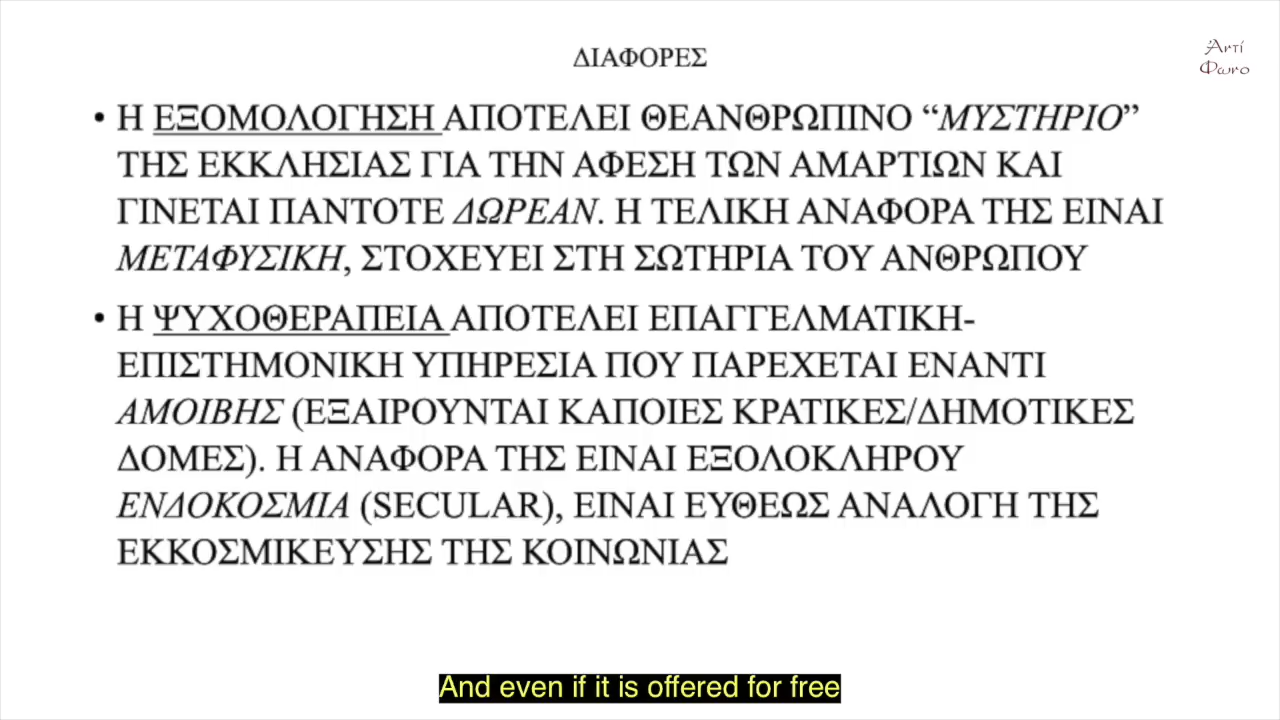 ΔΙΑΦΟΡΕΣ
Ἀντί
Φωνο
• Η ΕΞΟΜΟΛΟΓΗΣΗ ΑΠΟΤΕΛΕΙ ΘΕΑΝΘΡΩΠΙΝΟ “ΜΥΣΤΗΡΙΟ”
ΤΗΣ ΕΚΚΛΗΣΙΑΣ ΓΙΑ ΤΗΝ ΑΦΕΣΗ ΤΩΝ ΑΜΑΡΤΙΩΝ ΚΑΙ
ΓΙΝΕΤΑΙ ΠΑΝΤΟΤΕ ΔΩΡΕΑΝ. Η ΤΕΛΙΚΗ ΑΝΑΦΟΡΑ ΤΗΣ ΕΙΝΑΙ
ΜΕΤΑΦΥΣΙΚΗ, ΣΤΟΧΕΥΕΙ ΣΤΗ ΣΩΤΗΡΙΑ ΤΟΥ ΑΝΘΡΩΠΟΥ
• Η ΨΥΧΟΘΕΡΑΠΕΙΑ ΑΠΟΤΕΛΕΙ ΕΠΑΓΓΕΛΜΑΤΙΚΗ-
ΕΠΙΣΤΗΜΟΝΙΚΗ ΥΠΗΡΕΣΙΑ ΠΟΥ ΠΑΡΕΧΕΤΑΙ ΕΝΑΝΤΙ
ΑΜΟΙΒΗΣ (ΕΞΑΙΡΟΥΝΤΑΙ ΚΑΠΟΙΕΣ ΚΡΑΤΙΚΕΣ/ΔΗΜΟΤΙΚΕΣ
ΔΟΜΕΣ). Η ΑΝΑΦΟΡΑ ΤΗΣ ΕΙΝΑΙ ΕΞΟΛΟΚΛΗΡΟΥ
ΕΝΔΟΚΟΣΜΙΑ (SECULAR), ΕΙΝΑΙ ΕΥΘΕΩΣ ΑΝΑΛΟΓΗ ΤΗΣ
ΕΚΚΟΣΜΙΚΕΥΣΗΣ ΤΗΣ ΚΟΙΝΩΝΙΑΣ
And even if it is offered for free